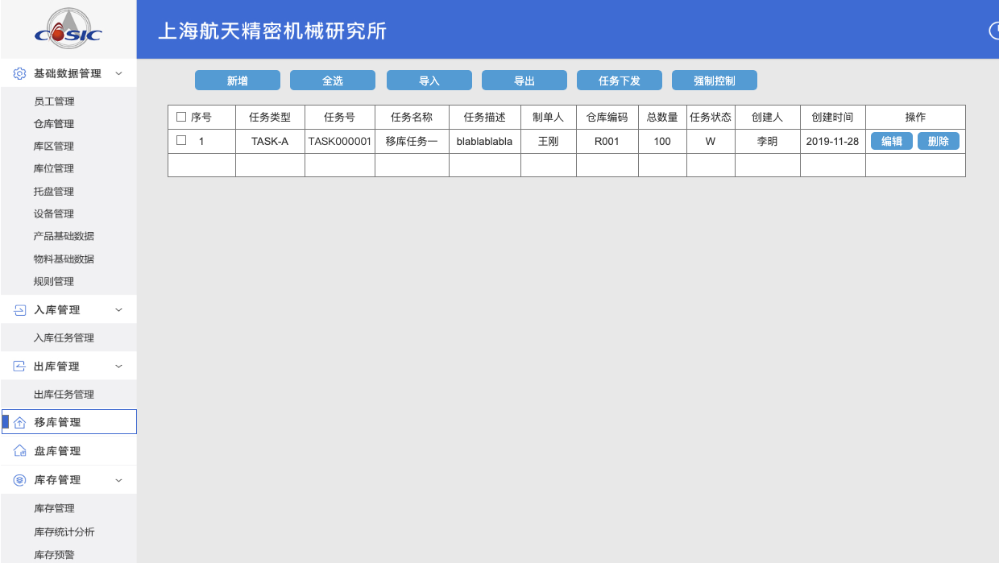 CASIC
上海航天精密机械研究所
基础数据管理
员工管理
仓库管理
库区管理
库位管理
托盘管理
设备管理
产品基础数据
物料基础数据
规则管理
入库管理
入库任务管理
出库管理
出库任务管理
移库管理
盘库管理
库存管理
库存管理
库存统计分析
库存预警
新增 全选 导入 导出 任务下发 强制控制
序号 任务类型 任务号 任务名称 任务描述 制单人 仓库编码 总数量 任务状态 创建人 创建时间 操作
1 TASK-A TASK000001 移库任务一 blablablabla 王刚 R001 100 W 李明 2019-11-28 编辑 删除